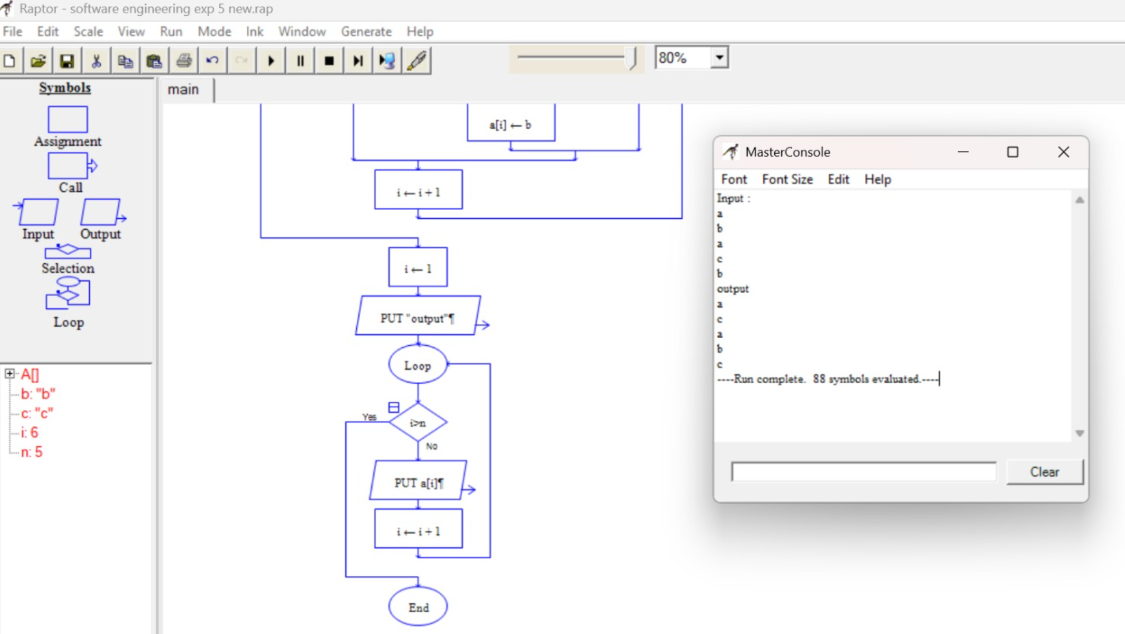 Raptor - software engineering exp 5 new.rap
File Edit Scale View Run Mode Ink Window Generate Help
80%
Symbols
main
Assignment
Call
Input Output
Selection
Loop
A[]
b: "b"
c: "c"
i: 6
n: 5
a[i] ← b
i ← i + 1
i ← 1
PUT "output"¶
Loop
Yes
i>n
No
PUT a[i]¶
i ← i + 1
End
MasterConsole
Font Font Size Edit Help
Input :
a
b
a
c
b
output
a
c
a
b
c
----Run complete. 88 symbols evaluated.----
Clear